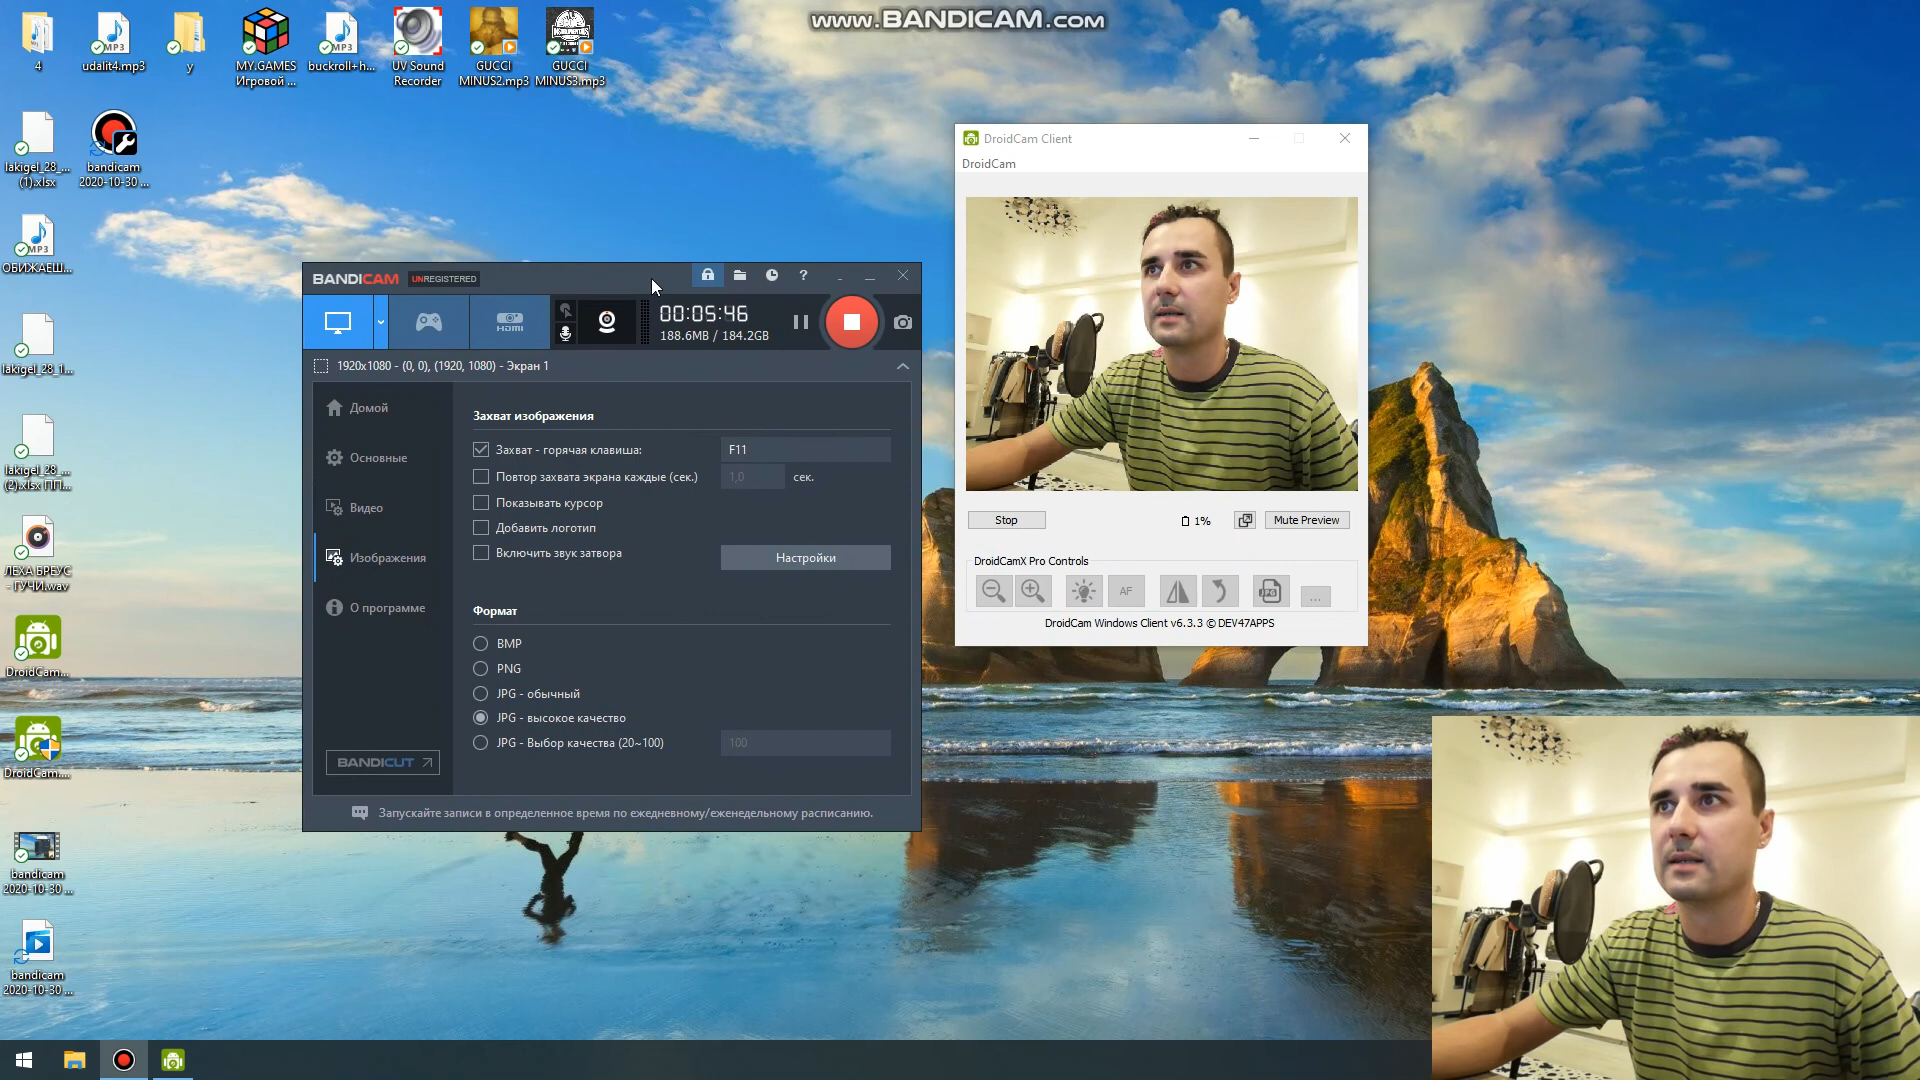 www.BANDICAM.com
4
udalit4.mp3
y
MY.GAMES
Игровой ...
buckroll+h...
UV Sound
Recorder
GUCCI
MINUS2.mp3
GUCCI
MINUS3.mp3
lakigel_28_...
(1).xlsx
bandicam
2020-10-30 ...
ОБИЖАЕШ...
lakigel_28_1...
lakigel_28_...
(2).xlsx ПП...
ЛЕХА БРЕУС
- ГУЧИ.wav
DroidCam...
DroidCam....
bandicam
2020-10-30 ...
bandicam
2020-10-30 ...
BANDICAM UNREGISTERED
?
HDMI
00:05:46
188.6MB / 184.2GB
1920x1080 - (0, 0), (1920, 1080) - Экран 1
Домой
Основные
Видео
Изображения
О программе
BANDICUT
Захват изображения
Захват - горячая клавиша: F11
Повтор захвата экрана каждые (сек.) 1,0 сек.
Показывать курсор
Добавить логотип
Включить звук затвора
Настройки
Формат
BMP
PNG
JPG - обычный
JPG - высокое качество
JPG - Выбор качества (20~100) 100
Запускайте записи в определенное время по ежедневному/еженедельному расписанию.
DroidCam Client
DroidCam
Stop
1%
Mute Preview
DroidCamX Pro Controls
AF
JPG
...
DroidCam Windows Client v6.3.3 © DEV47APPS